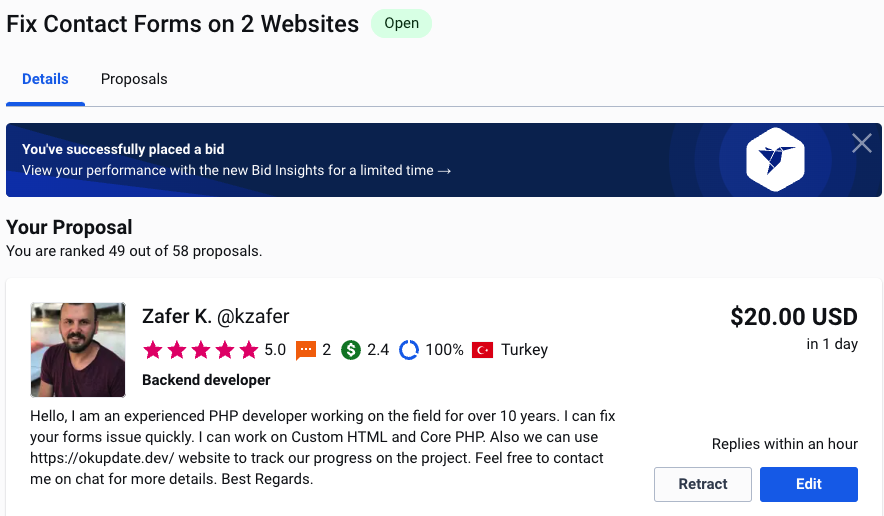 Fix Contact Forms on 2 Websites Open
Details Proposals
You've successfully placed a bid
View your performance with the new Bid Insights for a limited time →
Your Proposal
You are ranked 49 out of 58 proposals.
Zafer K. @kzafer
$20.00 USD
5.0 2 2.4 100% Turkey
in 1 day
Backend developer
Hello, I am an experienced PHP developer working on the field for over 10 years. I can fix
your forms issue quickly. I can work on Custom HTML and Core PHP. Also we can use
https://okupdate.dev/ website to track our progress on the project. Feel free to contact
me on chat for more details. Best Regards.
Replies within an hour
Retract Edit